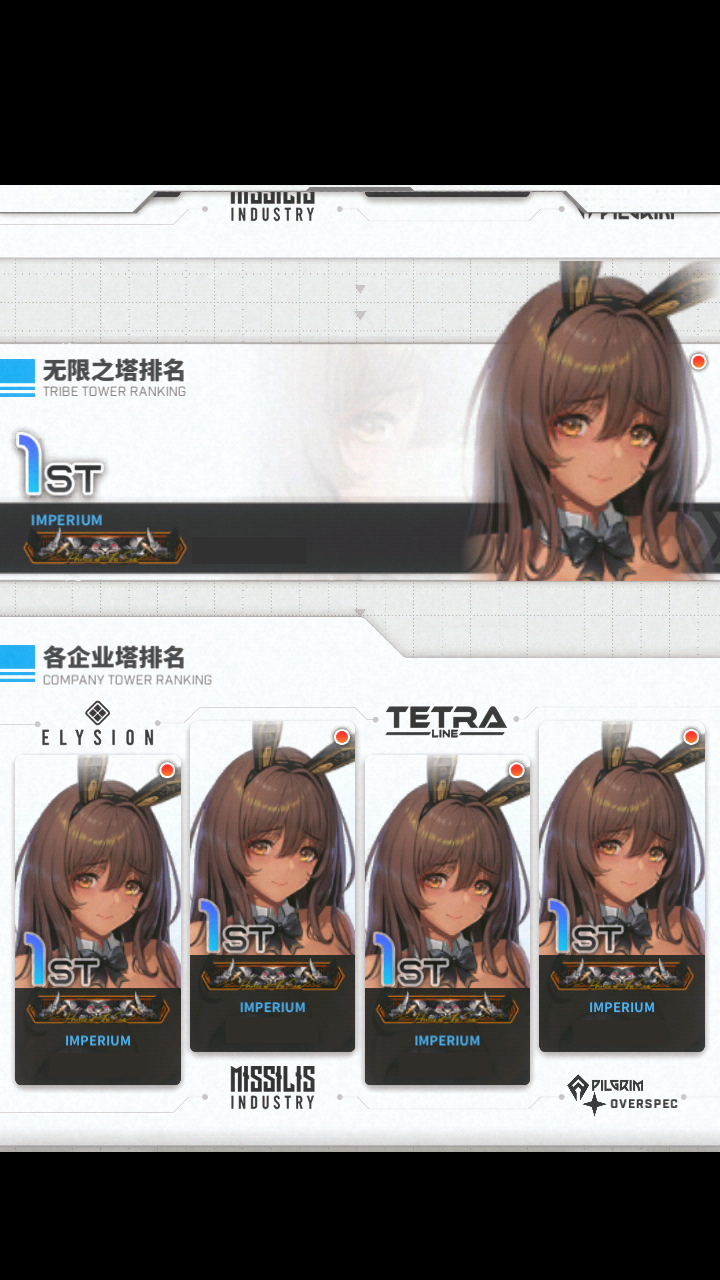 MISSILIS
INDUSTRY
PILGRIM
无限之塔排名
TRIBE TOWER RANKING
1ST
IMPERIUM
各企业塔排名
COMPANY TOWER RANKING
ELYSION
TETRA
LINE
1ST
IMPERIUM
1ST
IMPERIUM
1ST
IMPERIUM
1ST
IMPERIUM
MISSILIS
INDUSTRY
PILGRIM
OVERSPEC